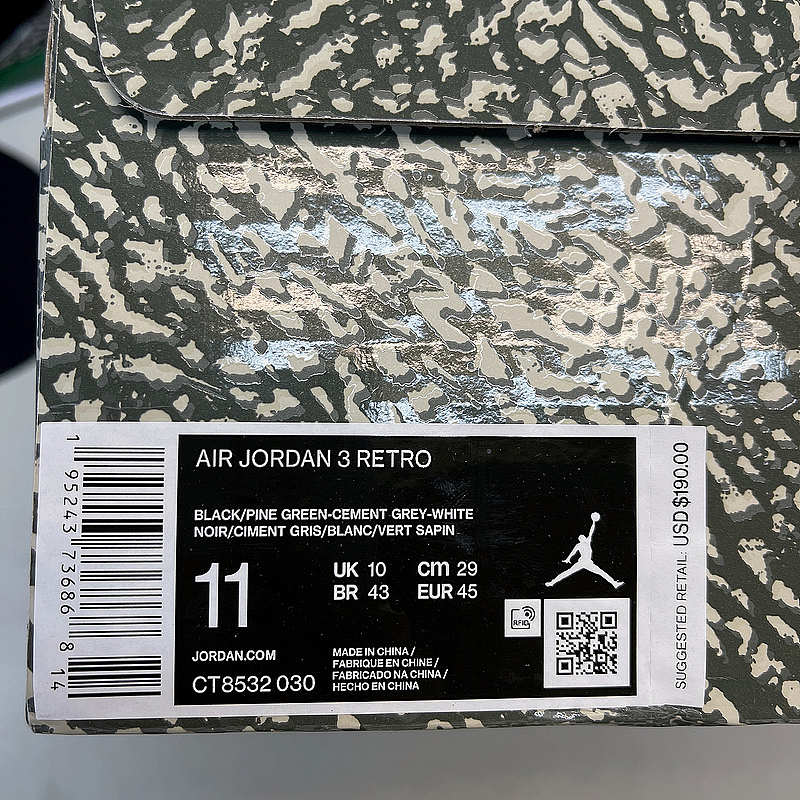 AIR JORDAN 3 RETRO
BLACK/PINE GREEN-CEMENT GREY-WHITE
NOIR/CIMENT GRIS/BLANC/VERT SAPIN
11
UK 10 cm 29
BR 43 EUR 45
JORDAN.COM
CT8532 030
MADE IN CHINA /
FABRIQUE EN CHINE /
FABRICADO NA CHINA /
HECHO EN CHINA
RFID
1 95243 73686 8 14
SUGGESTED RETAIL: USD $190.00